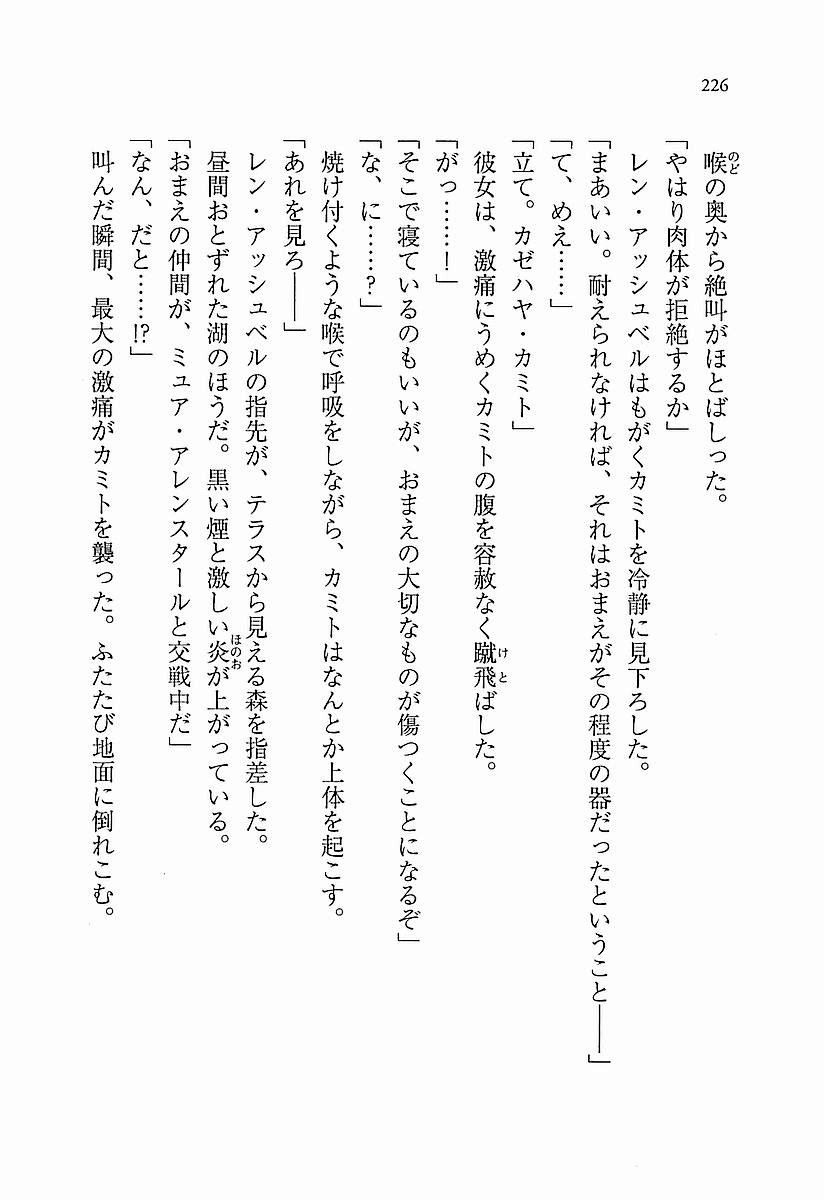 226
喉の奥から絶叫がほとばしった。
「やはり肉体が拒絶するか」
レン・アッシュベルはもがくカミトを冷静に見下ろした。
「まあいい。耐えられなければ、それはおまえがその程度の器だったということ――」
「て、めえ……」
「立て。カゼハヤ・カミト」
彼女は、激痛にうめくカミトの腹を容赦なく蹴飛ばした。
「がっ……！」
「そこで寝ているのもいいが、おまえの大切なものが傷つくことになるぞ」
「な、に……？」
焼け付くような喉で呼吸をしながら、カミトはなんとか上体を起こす。
「あれを見ろ――」
レン・アッシュベルの指先が、テラスから見える森を指差した。
昼間おとずれた湖のほうだ。黒い煙と激しい炎が上がっている。
「おまえの仲間が、ミュア・アレンスタールと交戦中だ」
「なん、だと……!?」
叫んだ瞬間、最大の激痛がカミトを襲った。ふたたび地面に倒れこむ。